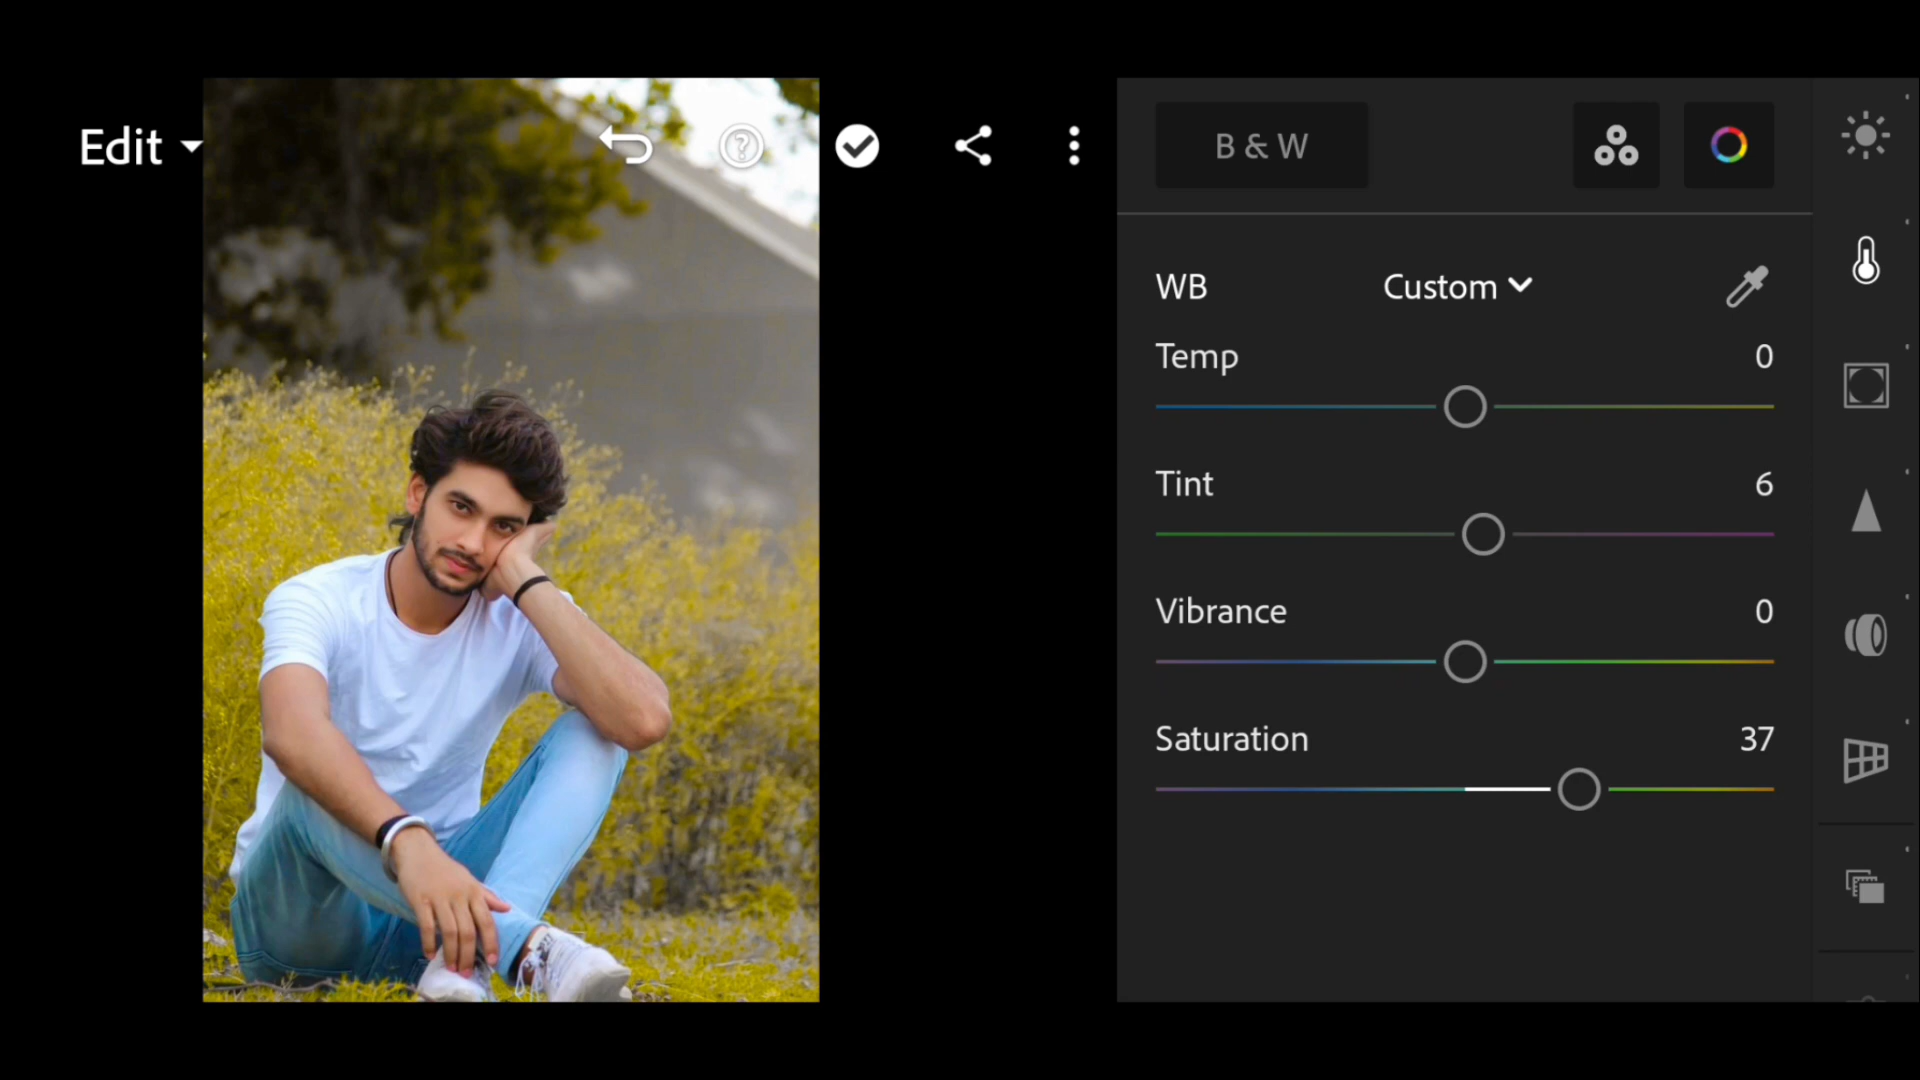 Edit
B & W
WB Custom
Temp 0
Tint 6
Vibrance 0
Saturation 37